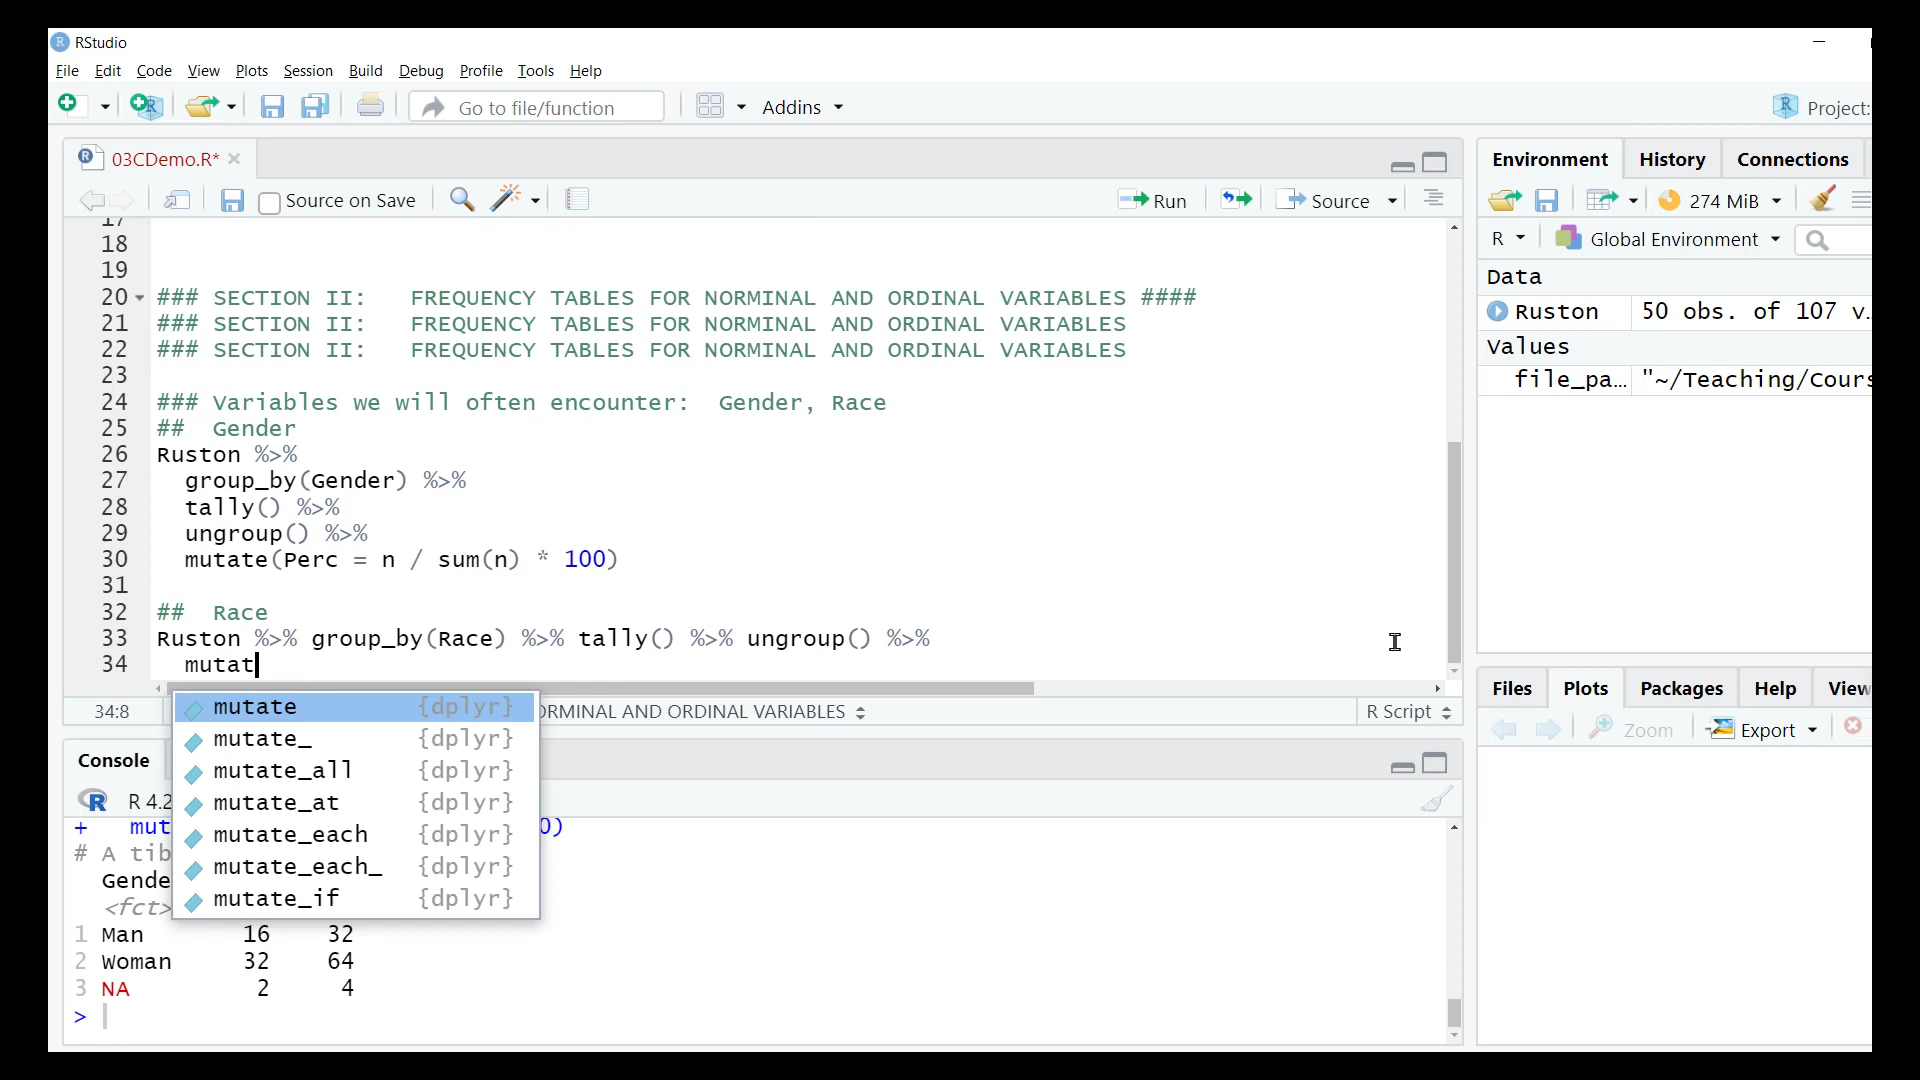 RStudio
File Edit Code View Plots Session Build Debug Profile Tools Help
Go to file/function Addins Project:
03CDemo.R*
Source on Save Run Source
17
18
19
20 ### SECTION II: FREQUENCY TABLES FOR NORMINAL AND ORDINAL VARIABLES ####
21 ### SECTION II: FREQUENCY TABLES FOR NORMINAL AND ORDINAL VARIABLES
22 ### SECTION II: FREQUENCY TABLES FOR NORMINAL AND ORDINAL VARIABLES
23
24 ### Variables we will often encounter: Gender, Race
25 ## Gender
26 Ruston %>%
27 group_by(Gender) %>%
28 tally() %>%
29 ungroup() %>%
30 mutate(Perc = n / sum(n) * 100)
31
32 ## Race
33 Ruston %>% group_by(Race) %>% tally() %>% ungroup() %>%
34 mutat
mutate {dplyr}
mutate_ {dplyr}
mutate_all {dplyr}
mutate_at {dplyr}
mutate_each {dplyr}
mutate_each_ {dplyr}
mutate_if {dplyr}
34:8 ORMINAL AND ORDINAL VARIABLES R Script
Console
R 4.2
+ mut 0)
# A tib
Gende
<fct>
1 Man 16 32
2 Woman 32 64
3 NA 2 4
>
Environment History Connections
274 MiB
R Global Environment
Data
Ruston 50 obs. of 107 v.
Values
file_pa… "~/Teaching/Cours
Files Plots Packages Help View
Zoom Export